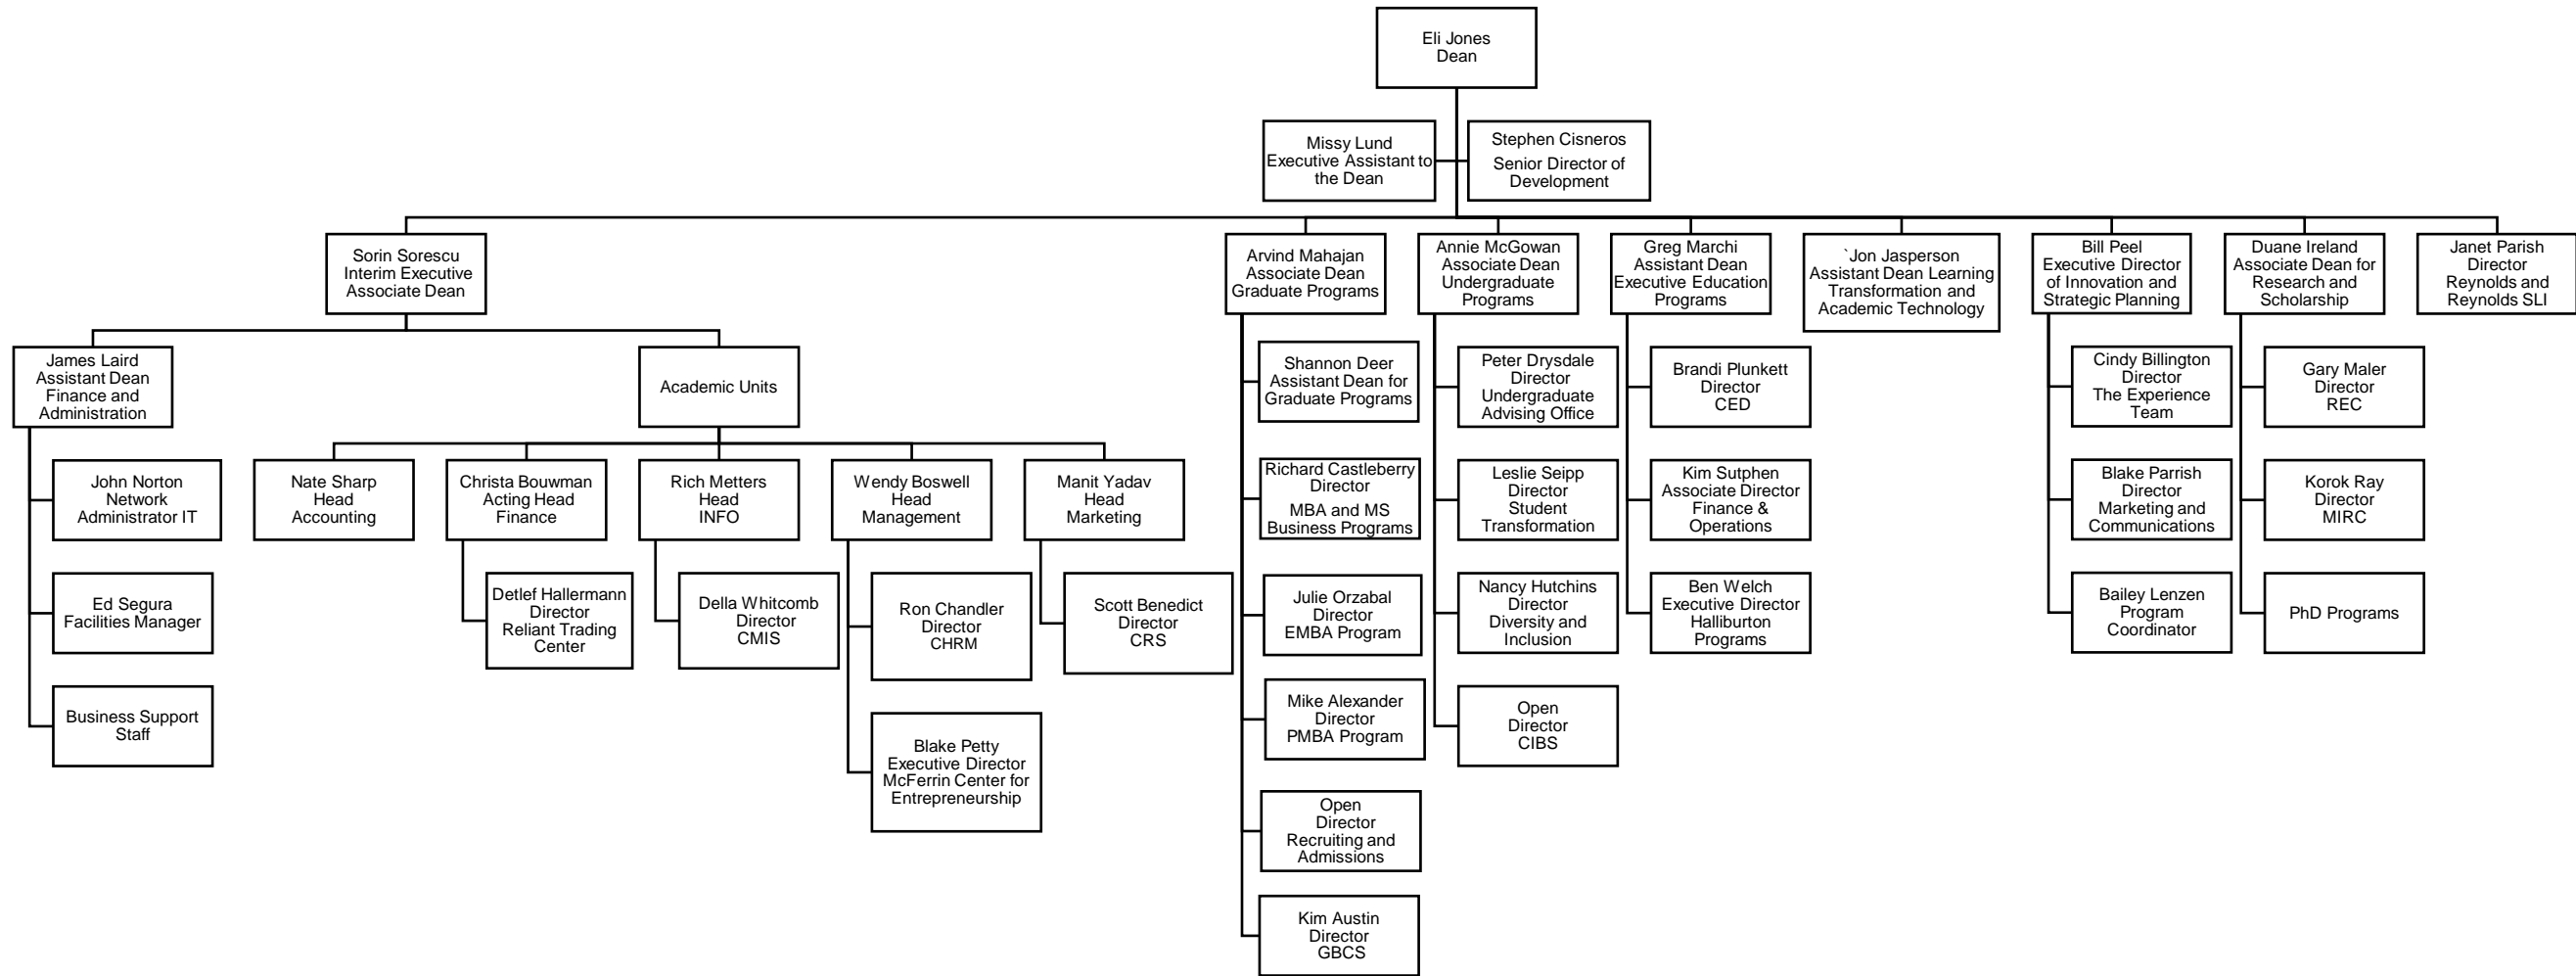 Eli Jones
Dean
Missy Lund
Executive Assistant to
the Dean
Stephen Cisneros
Senior Director of
Development
Sorin Sorescu
Interim Executive
Associate Dean
Arvind Mahajan
Associate Dean
Graduate Programs
Annie McGowan
Associate Dean
Undergraduate
Programs
Greg Marchi
Assistant Dean
Executive Education
Programs
`Jon Jasperson
Assistant Dean Learning
Transformation and
Academic Technology
Bill Peel
Executive Director
of Innovation and
Strategic Planning
Duane Ireland
Associate Dean for
Research and
Scholarship
Janet Parish
Director
Reynolds and
Reynolds SLI
James Laird
Assistant Dean
Finance and
Administration
Academic Units
John Norton
Network
Administrator IT
Ed Segura
Facilities Manager
Business Support
Staff
Nate Sharp
Head
Accounting
Christa Bouwman
Acting Head
Finance
Rich Metters
Head
INFO
Wendy Boswell
Head
Management
Manit Yadav
Head
Marketing
Detlef Hallermann
Director
Reliant Trading
Center
Della Whitcomb
Director
CMIS
Ron Chandler
Director
CHRM
Blake Petty
Executive Director
McFerrin Center for
Entrepreneurship
Scott Benedict
Director
CRS
Shannon Deer
Assistant Dean for
Graduate Programs
Richard Castleberry
Director
MBA and MS
Business Programs
Julie Orzabal
Director
EMBA Program
Mike Alexander
Director
PMBA Program
Open
Director
Recruiting and
Admissions
Kim Austin
Director
GBCS
Peter Drysdale
Director
Undergraduate
Advising Office
Leslie Seipp
Director
Student
Transformation
Nancy Hutchins
Director
Diversity and
Inclusion
Open
Director
CIBS
Brandi Plunkett
Director
CED
Kim Sutphen
Associate Director
Finance &
Operations
Ben Welch
Executive Director
Halliburton
Programs
Cindy Billington
Director
The Experience
Team
Blake Parrish
Director
Marketing and
Communications
Bailey Lenzen
Program
Coordinator
Gary Maler
Director
REC
Korok Ray
Director
MIRC
PhD Programs